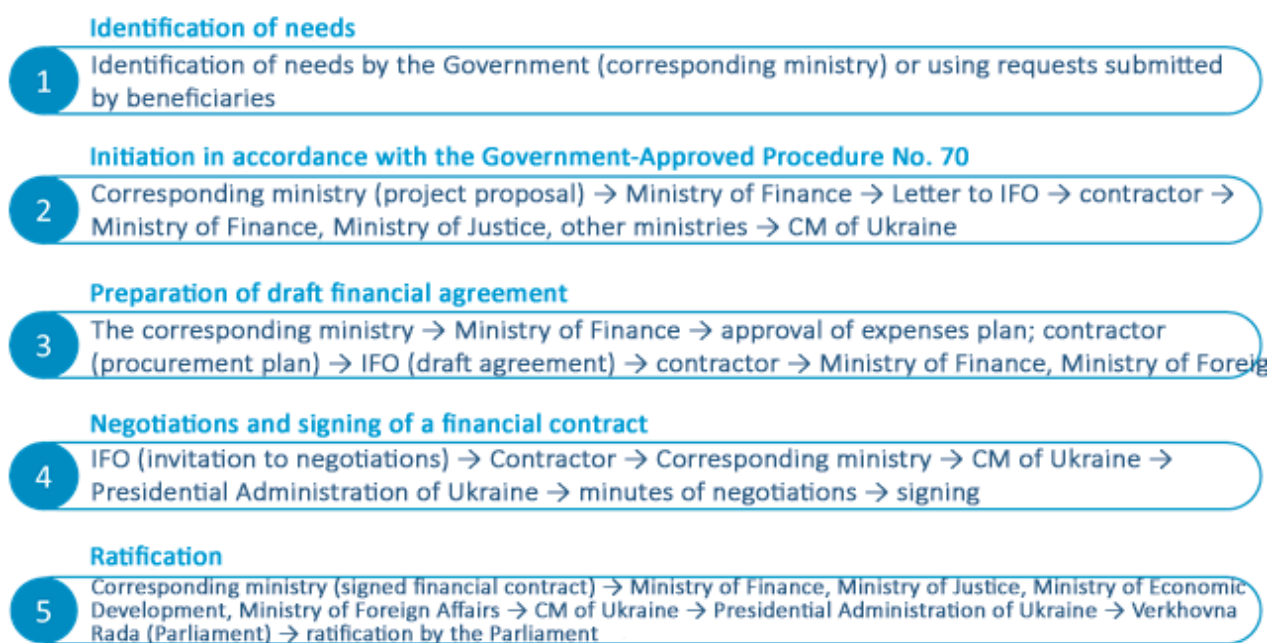 Identification of needs
1
Identification of needs by the Government (corresponding ministry) or using requests submitted
by beneficiaries
Initiation in accordance with the Government-Approved Procedure No. 70
2
Corresponding ministry (project proposal) → Ministry of Finance → Letter to IFO → contractor →
Ministry of Finance, Ministry of Justice, other ministries → CM of Ukraine
Preparation of draft financial agreement
3
The corresponding ministry → Ministry of Finance → approval of expenses plan; contractor
(procurement plan) → IFO (draft agreement) → contractor → Ministry of Finance, Ministry of Foreig
Negotiations and signing of a financial contract
4
IFO (invitation to negotiations) → Contractor → Corresponding ministry → CM of Ukraine →
Presidential Administration of Ukraine → minutes of negotiations → signing
Ratification
5
Corresponding ministry (signed financial contract) → Ministry of Finance, Ministry of Justice, Ministry of Economic
Development, Ministry of Foreign Affairs → CM of Ukraine → Presidential Administration of Ukraine → Verkhovna
Rada (Parliament) → ratification by the Parliament